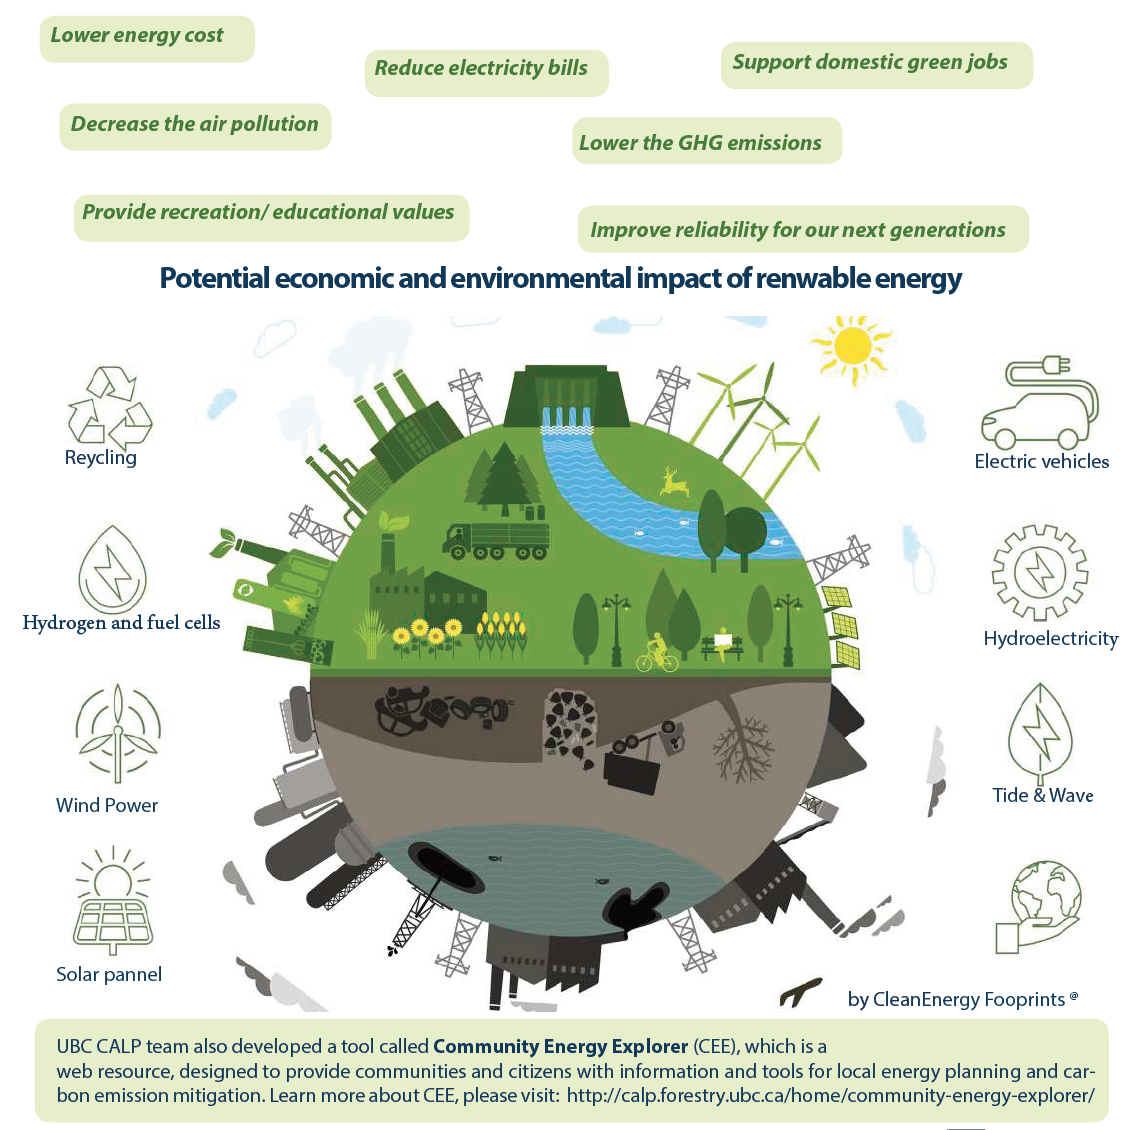 Lower energy cost
Reduce electricity bills
Support domestic green jobs
Decrease the air pollution
Lower the GHG emissions
Provide recreation/ educational values
Improve reliability for our next generations
Potential economic and environmental impact of renwable energy
Reycling
Electric vehicles
Hydrogen and fuel cells
Hydroelectricity
Wind Power
Tide & Wave
Solar pannel
by CleanEnergy Fooprints @
UBC CALP team also developed a tool called Community Energy Explorer (CEE), which is a
web resource, designed to provide communities and citizens with information and tools for local energy planning and car-
bon emission mitigation. Learn more about CEE, please visit: http://calp.forestry.ubc.ca/home/community-energy-explorer/